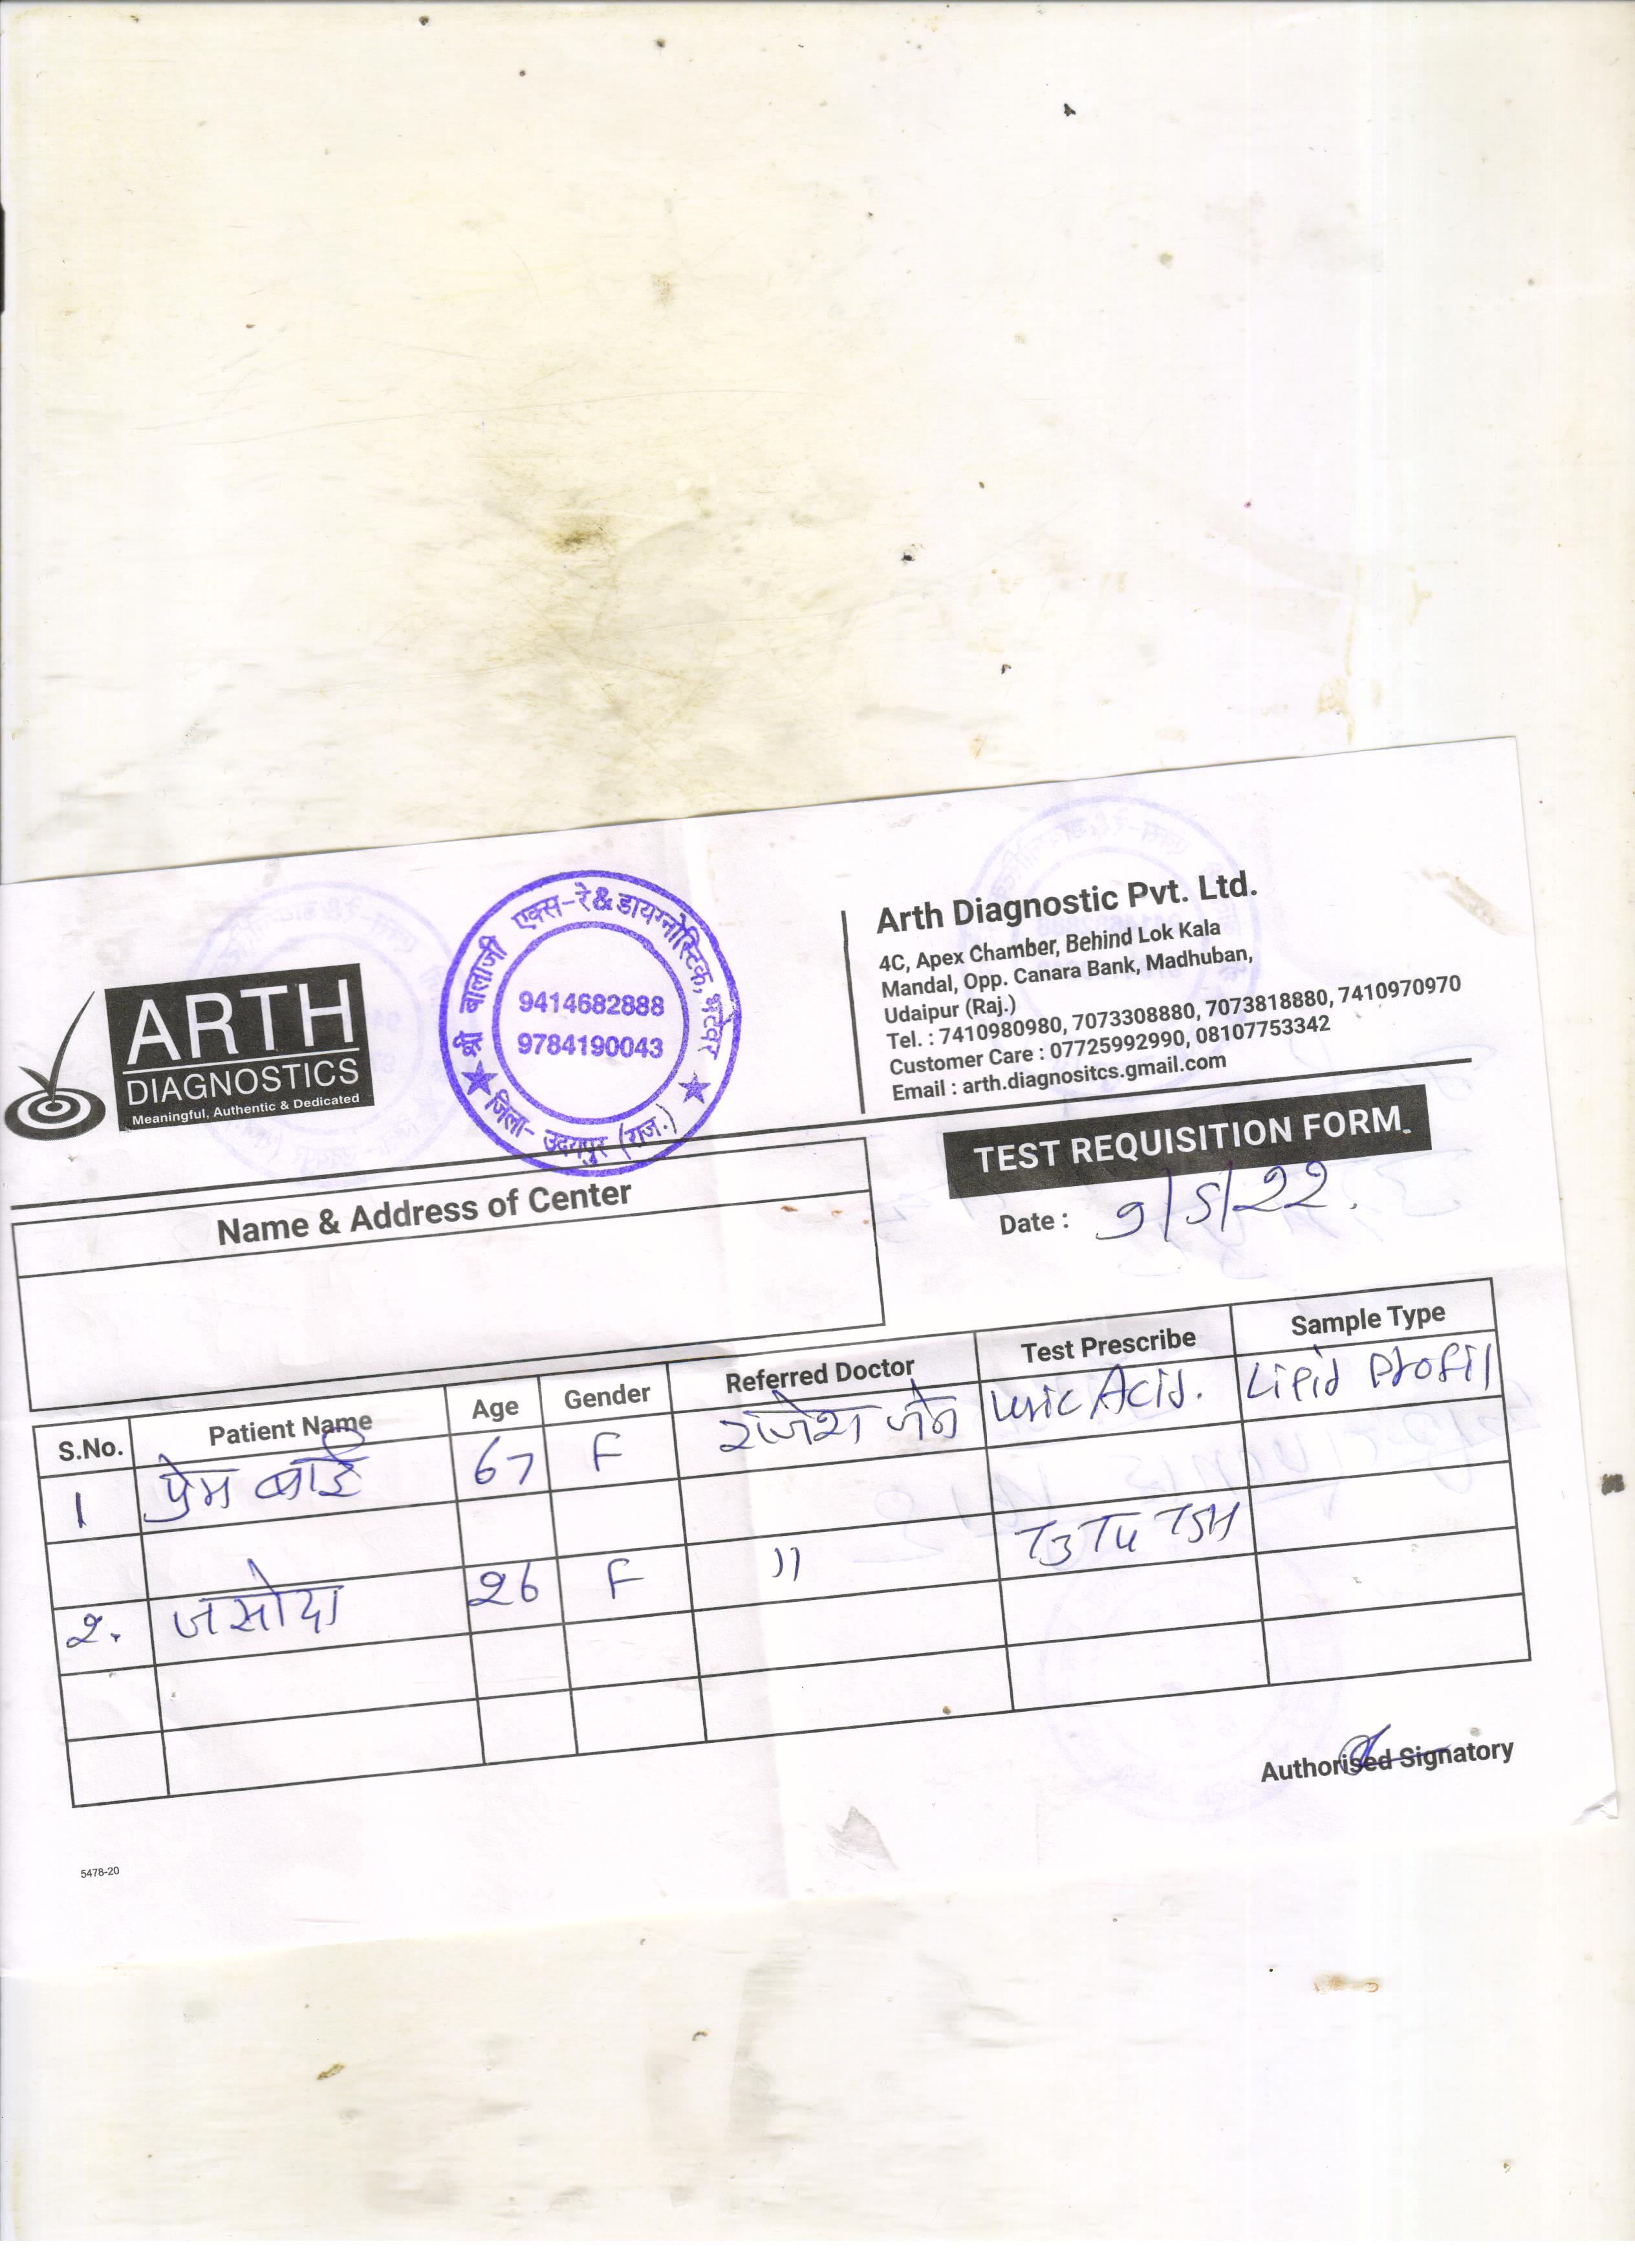 ARTH
DIAGNOSTICS
Meaningful, Authentic & Dedicated
श्री बालाजी एक्स-रे & डायग्नोस्टिक, भटेवर
9414682888
9784190043
जिला- उदयपुर (राज.)
Arth Diagnostic Pvt. Ltd.
4C, Apex Chamber, Behind Lok Kala
Mandal, Opp. Canara Bank, Madhuban,
Udaipur (Raj.)
Tel. : 7410980980, 7073308880, 7073818880, 7410970970
Customer Care : 07725992990, 08107753342
Email : arth.diagnositcs.gmail.com
TEST REQUISITION FORM
Name & Address of Center
Date : 9/5/22.
S.No. Patient Name Age Gender Referred Doctor Test Prescribe Sample Type
1 प्रेम बाई 67 F राजेश जैन Uric Acid. Lipid Profil
2. जसोदा 26 F " T3 T4 TSH
Authorised Signatory
5478-20